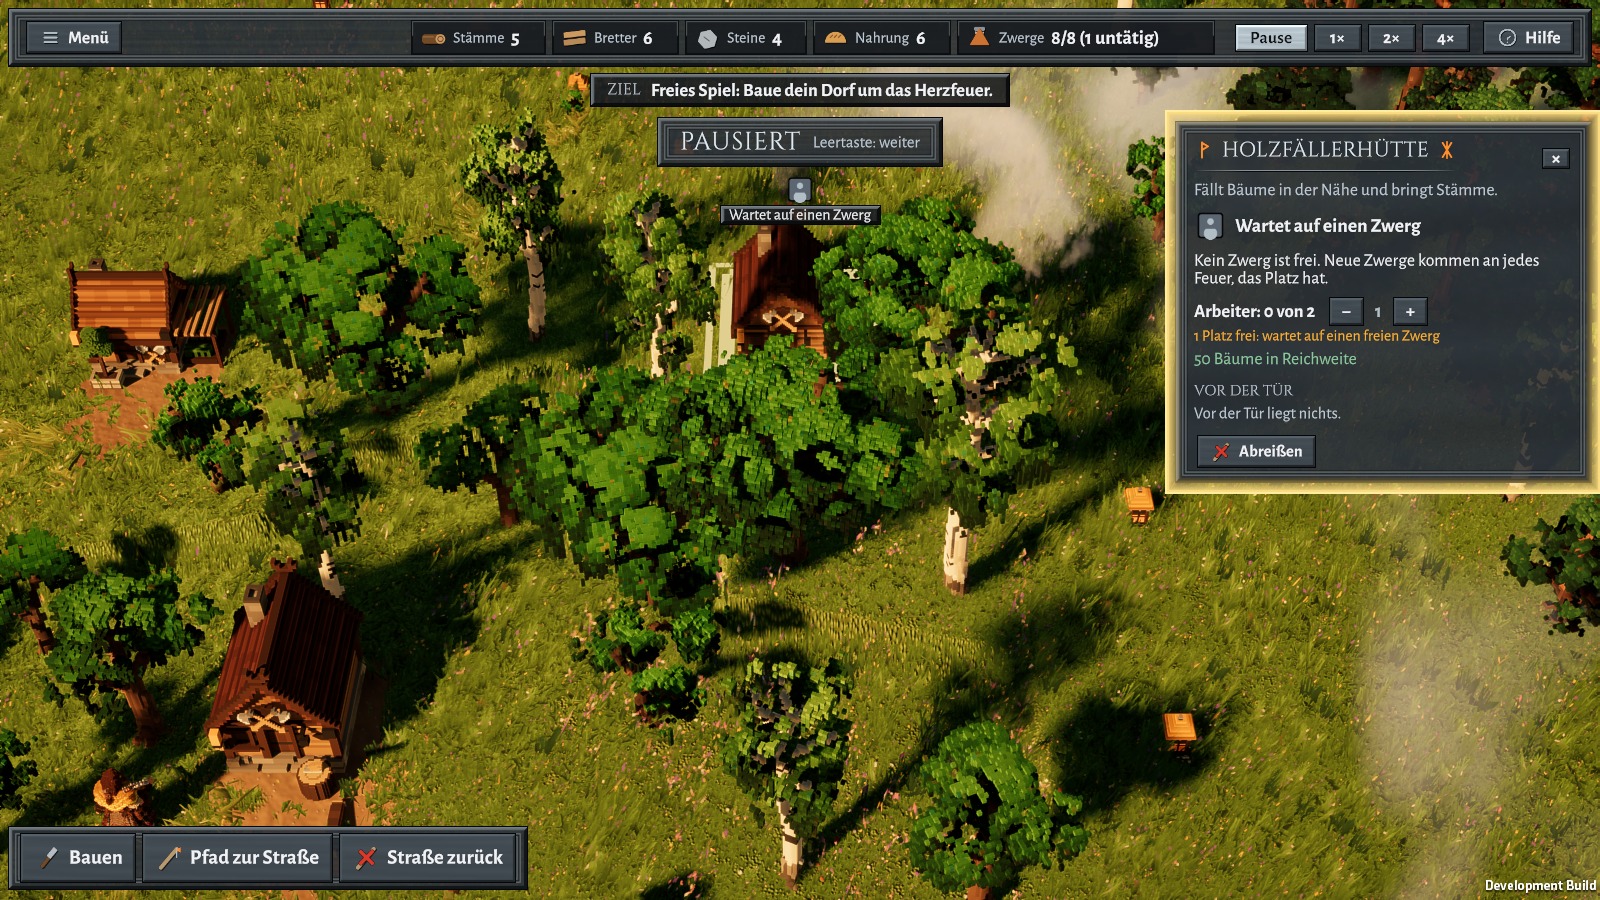 Menü
Stämme 5
Bretter 6
Steine 4
Nahrung 6
Zwerge 8/8 (1 untätig)
Pause
1×
2×
4×
Hilfe
ZIEL Freies Spiel: Baue dein Dorf um das Herzfeuer.
PAUSIERT Leertaste: weiter
Wartet auf einen Zwerg
HOLZFÄLLERHÜTTE
×
Fällt Bäume in der Nähe und bringt Stämme.
Wartet auf einen Zwerg
Kein Zwerg ist frei. Neue Zwerge kommen an jedes
Feuer, das Platz hat.
Arbeiter: 0 von 2 − 1 +
1 Platz frei: wartet auf einen freien Zwerg
50 Bäume in Reichweite
VOR DER TÜR
Vor der Tür liegt nichts.
Abreißen
Bauen
Pfad zur Straße
Straße zurück
Development Build